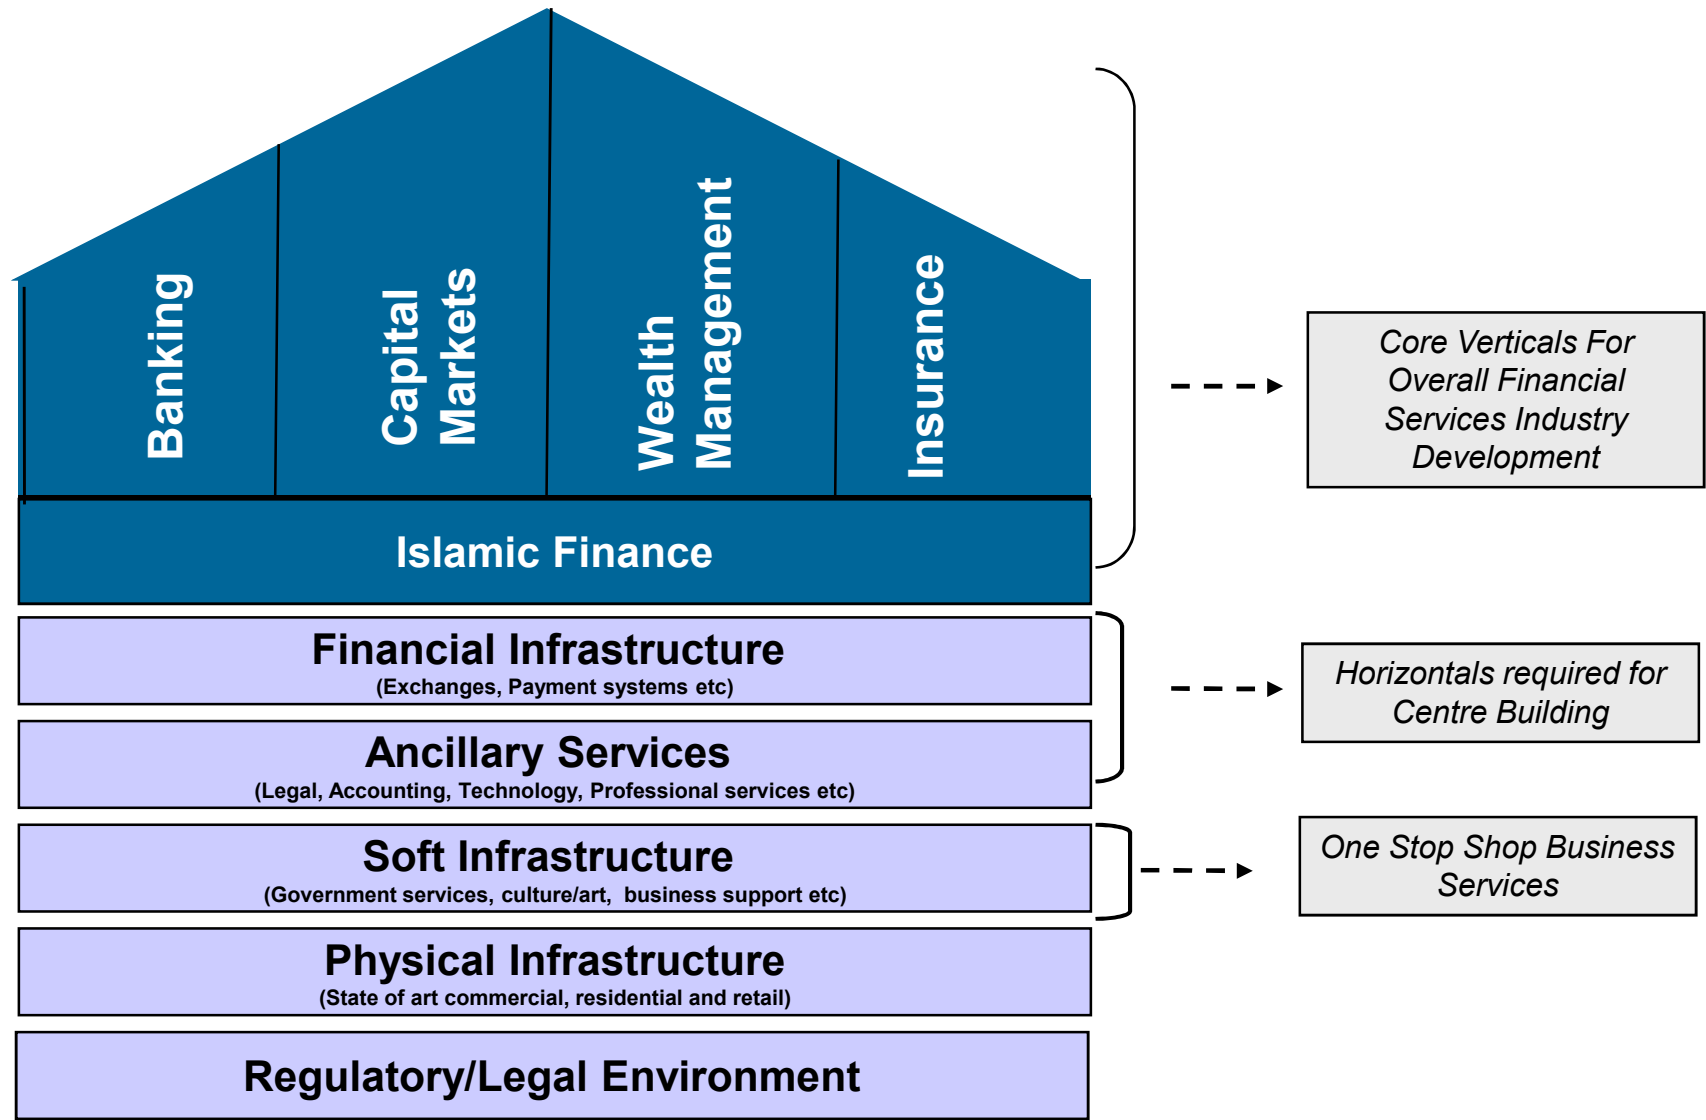 Banking
Capital
Markets
Wealth
Management
Insurance
Core Verticals For
Overall Financial
Services Industry
Development
Islamic Finance
Financial Infrastructure
(Exchanges, Payment systems etc)
Horizontals required for
Centre Building
Ancillary Services
(Legal, Accounting, Technology, Professional services etc)
Soft Infrastructure
(Government services, culture/art,  business support etc)
One Stop Shop Business
Services
Physical Infrastructure
(State of art commercial, residential and retail)
Regulatory/Legal Environment